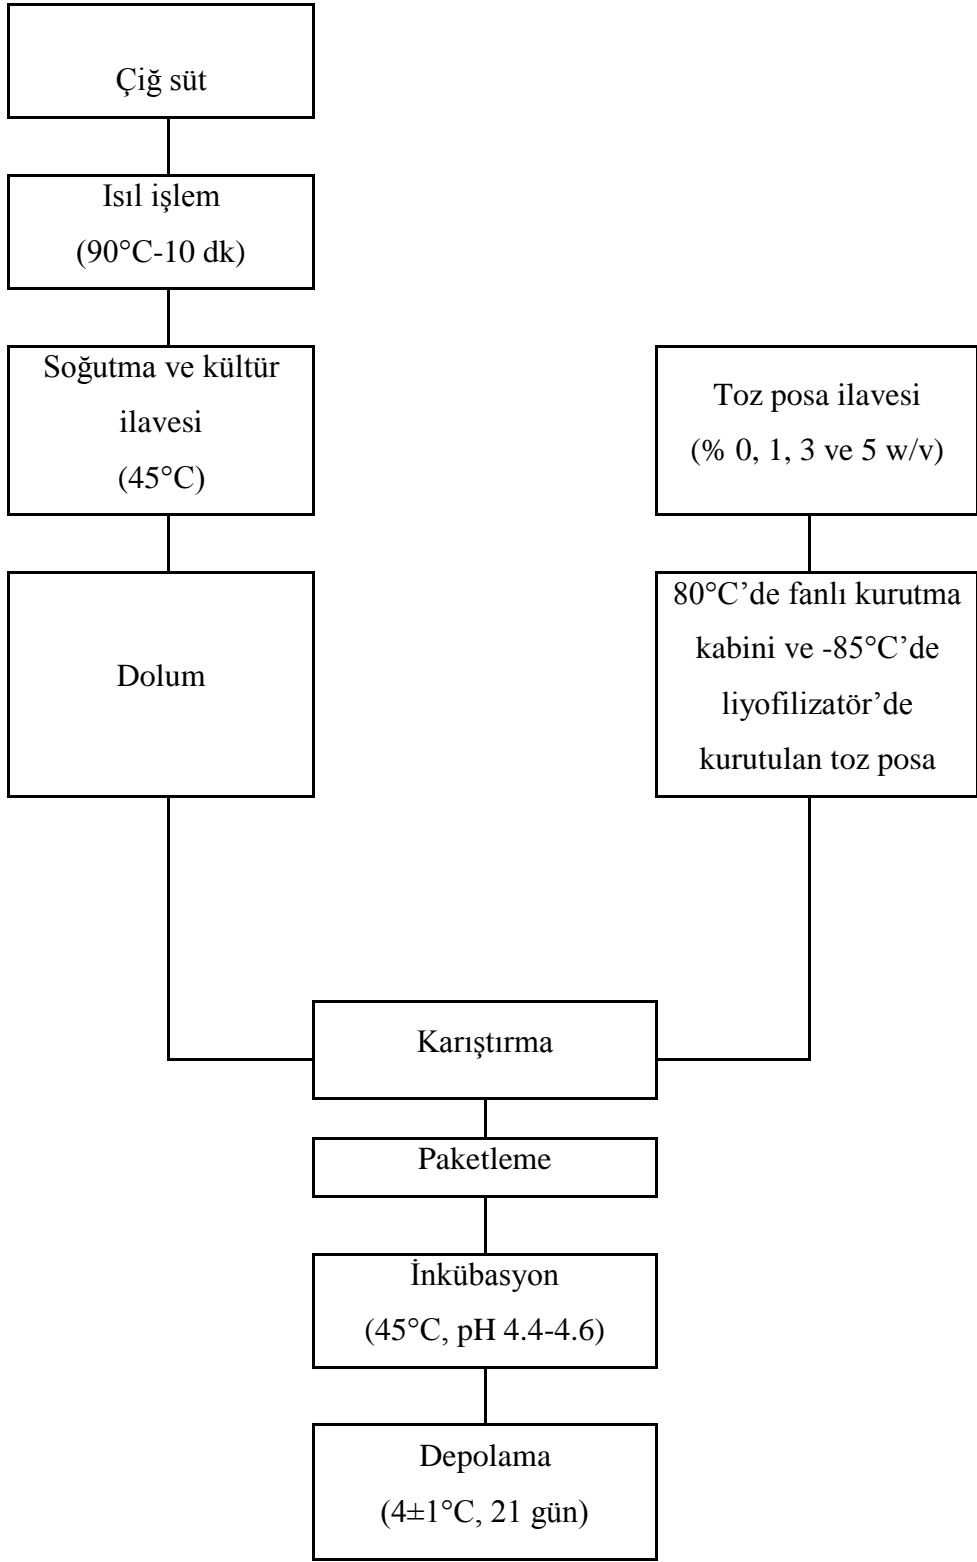 Çiğ süt
Isıl işlem
(90°C-10 dk)
Soğutma ve kültür
ilavesi
(45°C)
Dolum
Toz posa ilavesi
(% 0, 1, 3 ve 5 w/v)
80°C’de fanlı kurutma
kabini ve -85°C’de
liyofilizatör’de
kurutulan toz posa
Karıştırma
Paketleme
İnkübasyon
(45°C, pH 4.4-4.6)
Depolama
(4±1°C, 21 gün)